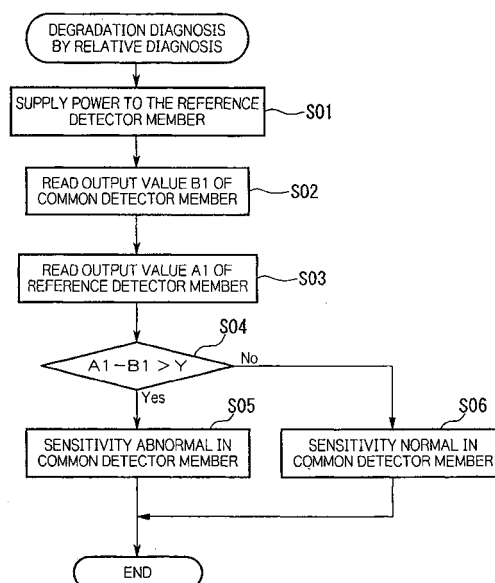 DEGRADATION DIAGNOSIS
BY RELATIVE DIAGNOSIS
SUPPLY POWER TO THE REFERENCE
DETECTOR MEMBER
S01
READ OUTPUT VALUE B1 OF
COMMON DETECTOR MEMBER
S02
READ OUTPUT VALUE A1 OF
REFERENCE DETECTOR MEMBER
S03
S04
A1-B1 > Y
No
Yes
S05
SENSITIVITY ABNORMAL IN
COMMON DETECTOR MEMBER
S06
SENSITIVITY NORMAL IN
COMMON DETECTOR MEMBER
END